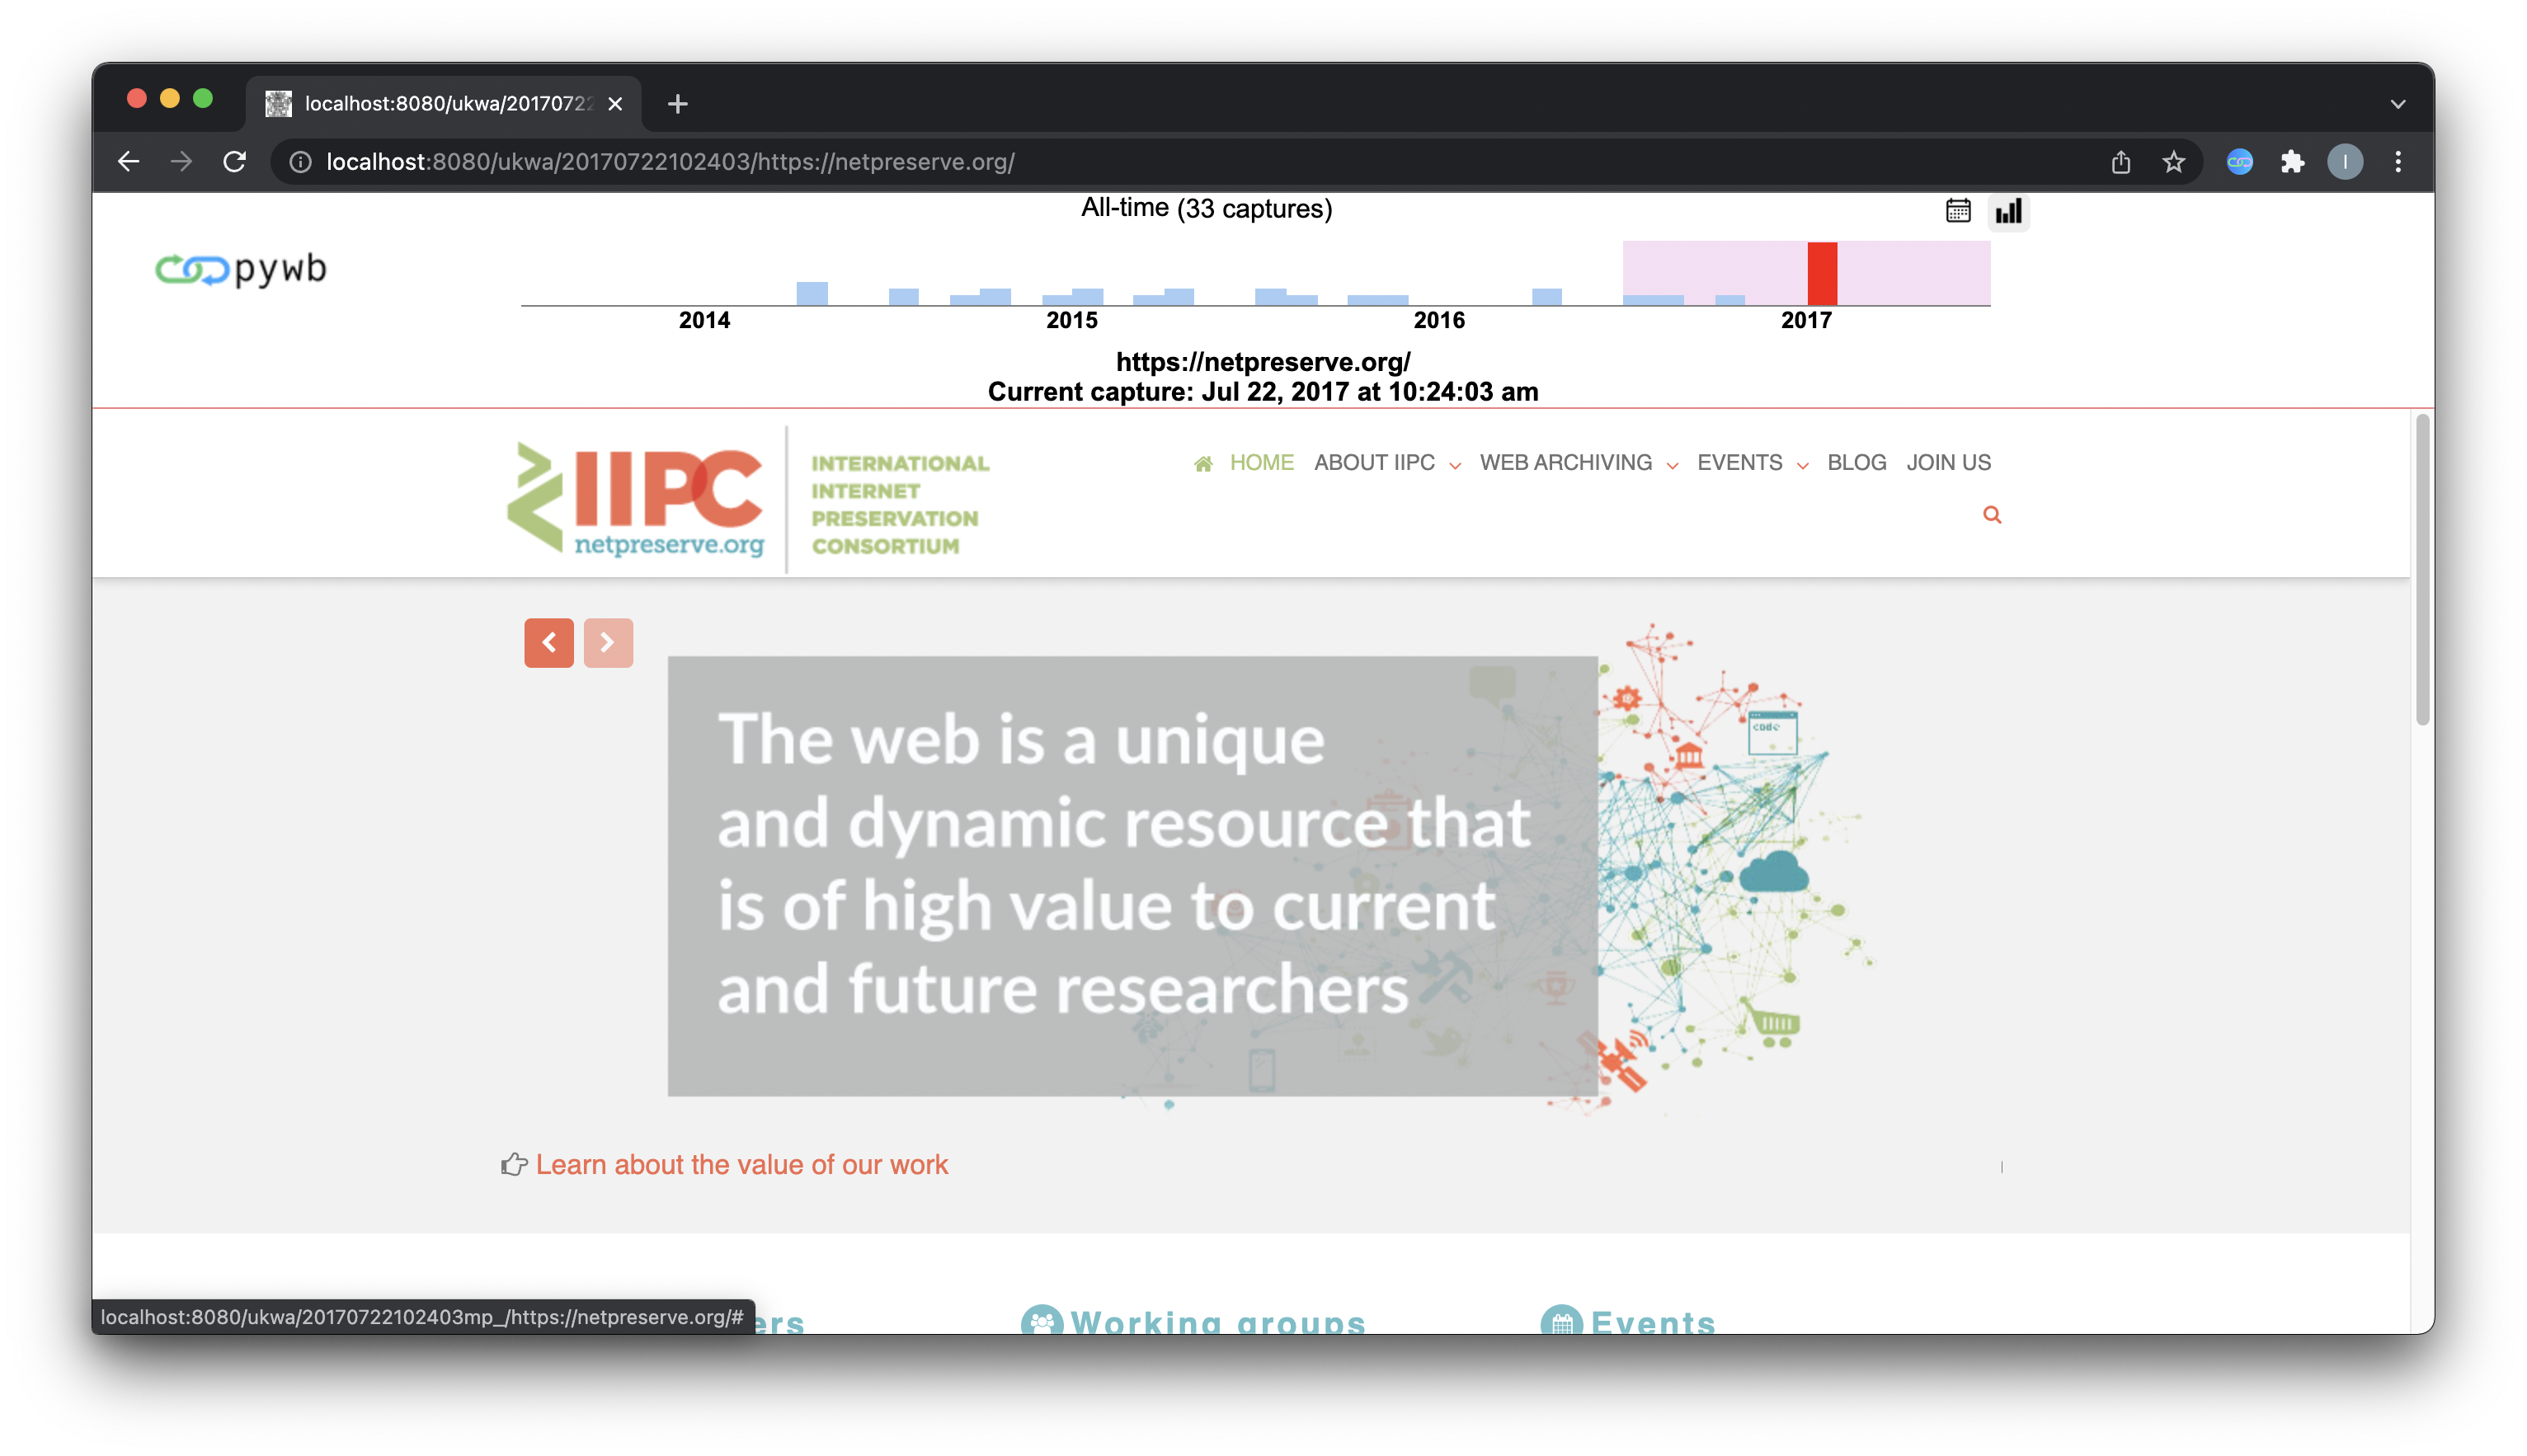 localhost:8080/ukwa/2017072
localhost:8080/ukwa/20170722102403/https://netpreserve.org/
I
All-time (33 captures)
pywb
2014 2015 2016 2017
https://netpreserve.org/
Current capture: Jul 22, 2017 at 10:24:03 am
IIPC
netpreserve.org
INTERNATIONAL
INTERNET
PRESERVATION
CONSORTIUM
HOME ABOUT IIPC WEB ARCHIVING EVENTS BLOG JOIN US
The web is a unique
and dynamic resource that
is of high value to current
and future researchers
code
Learn about the value of our work
localhost:8080/ukwa/20170722102403mp_/https://netpreserve.org/#
ers Working groups Events